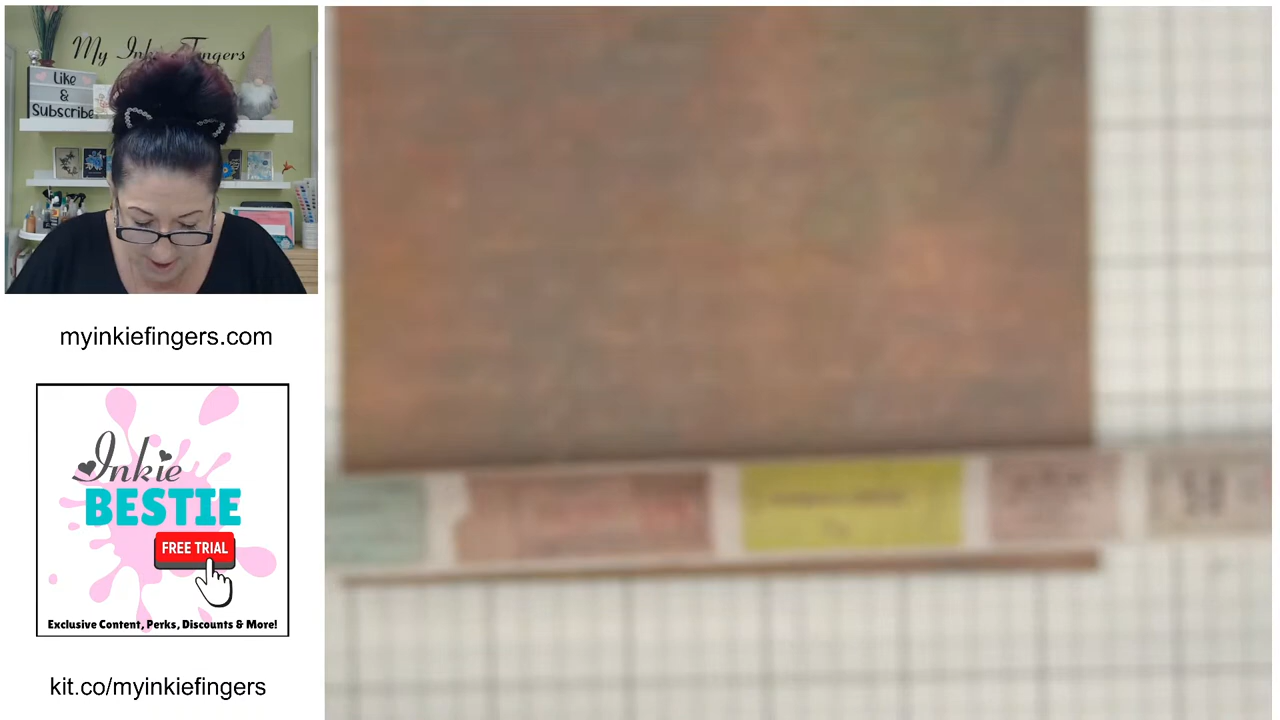 My Inkie Fingers
Like
&
Subscribe
myinkiefingers.com
Inkie
BESTIE
FREE TRIAL
Exclusive Content, Perks, Discounts & More!
kit.co/myinkiefingers